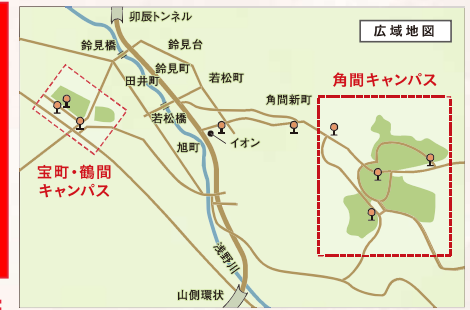 卯辰トンネル
広域地図
鈴見橋
鈴見台
鈴見町
田井町
若松町
角間キャンパス
角間新町
若松橋
旭町
イオン
宝町・鶴間
キャンパス
浅野川
山側環状